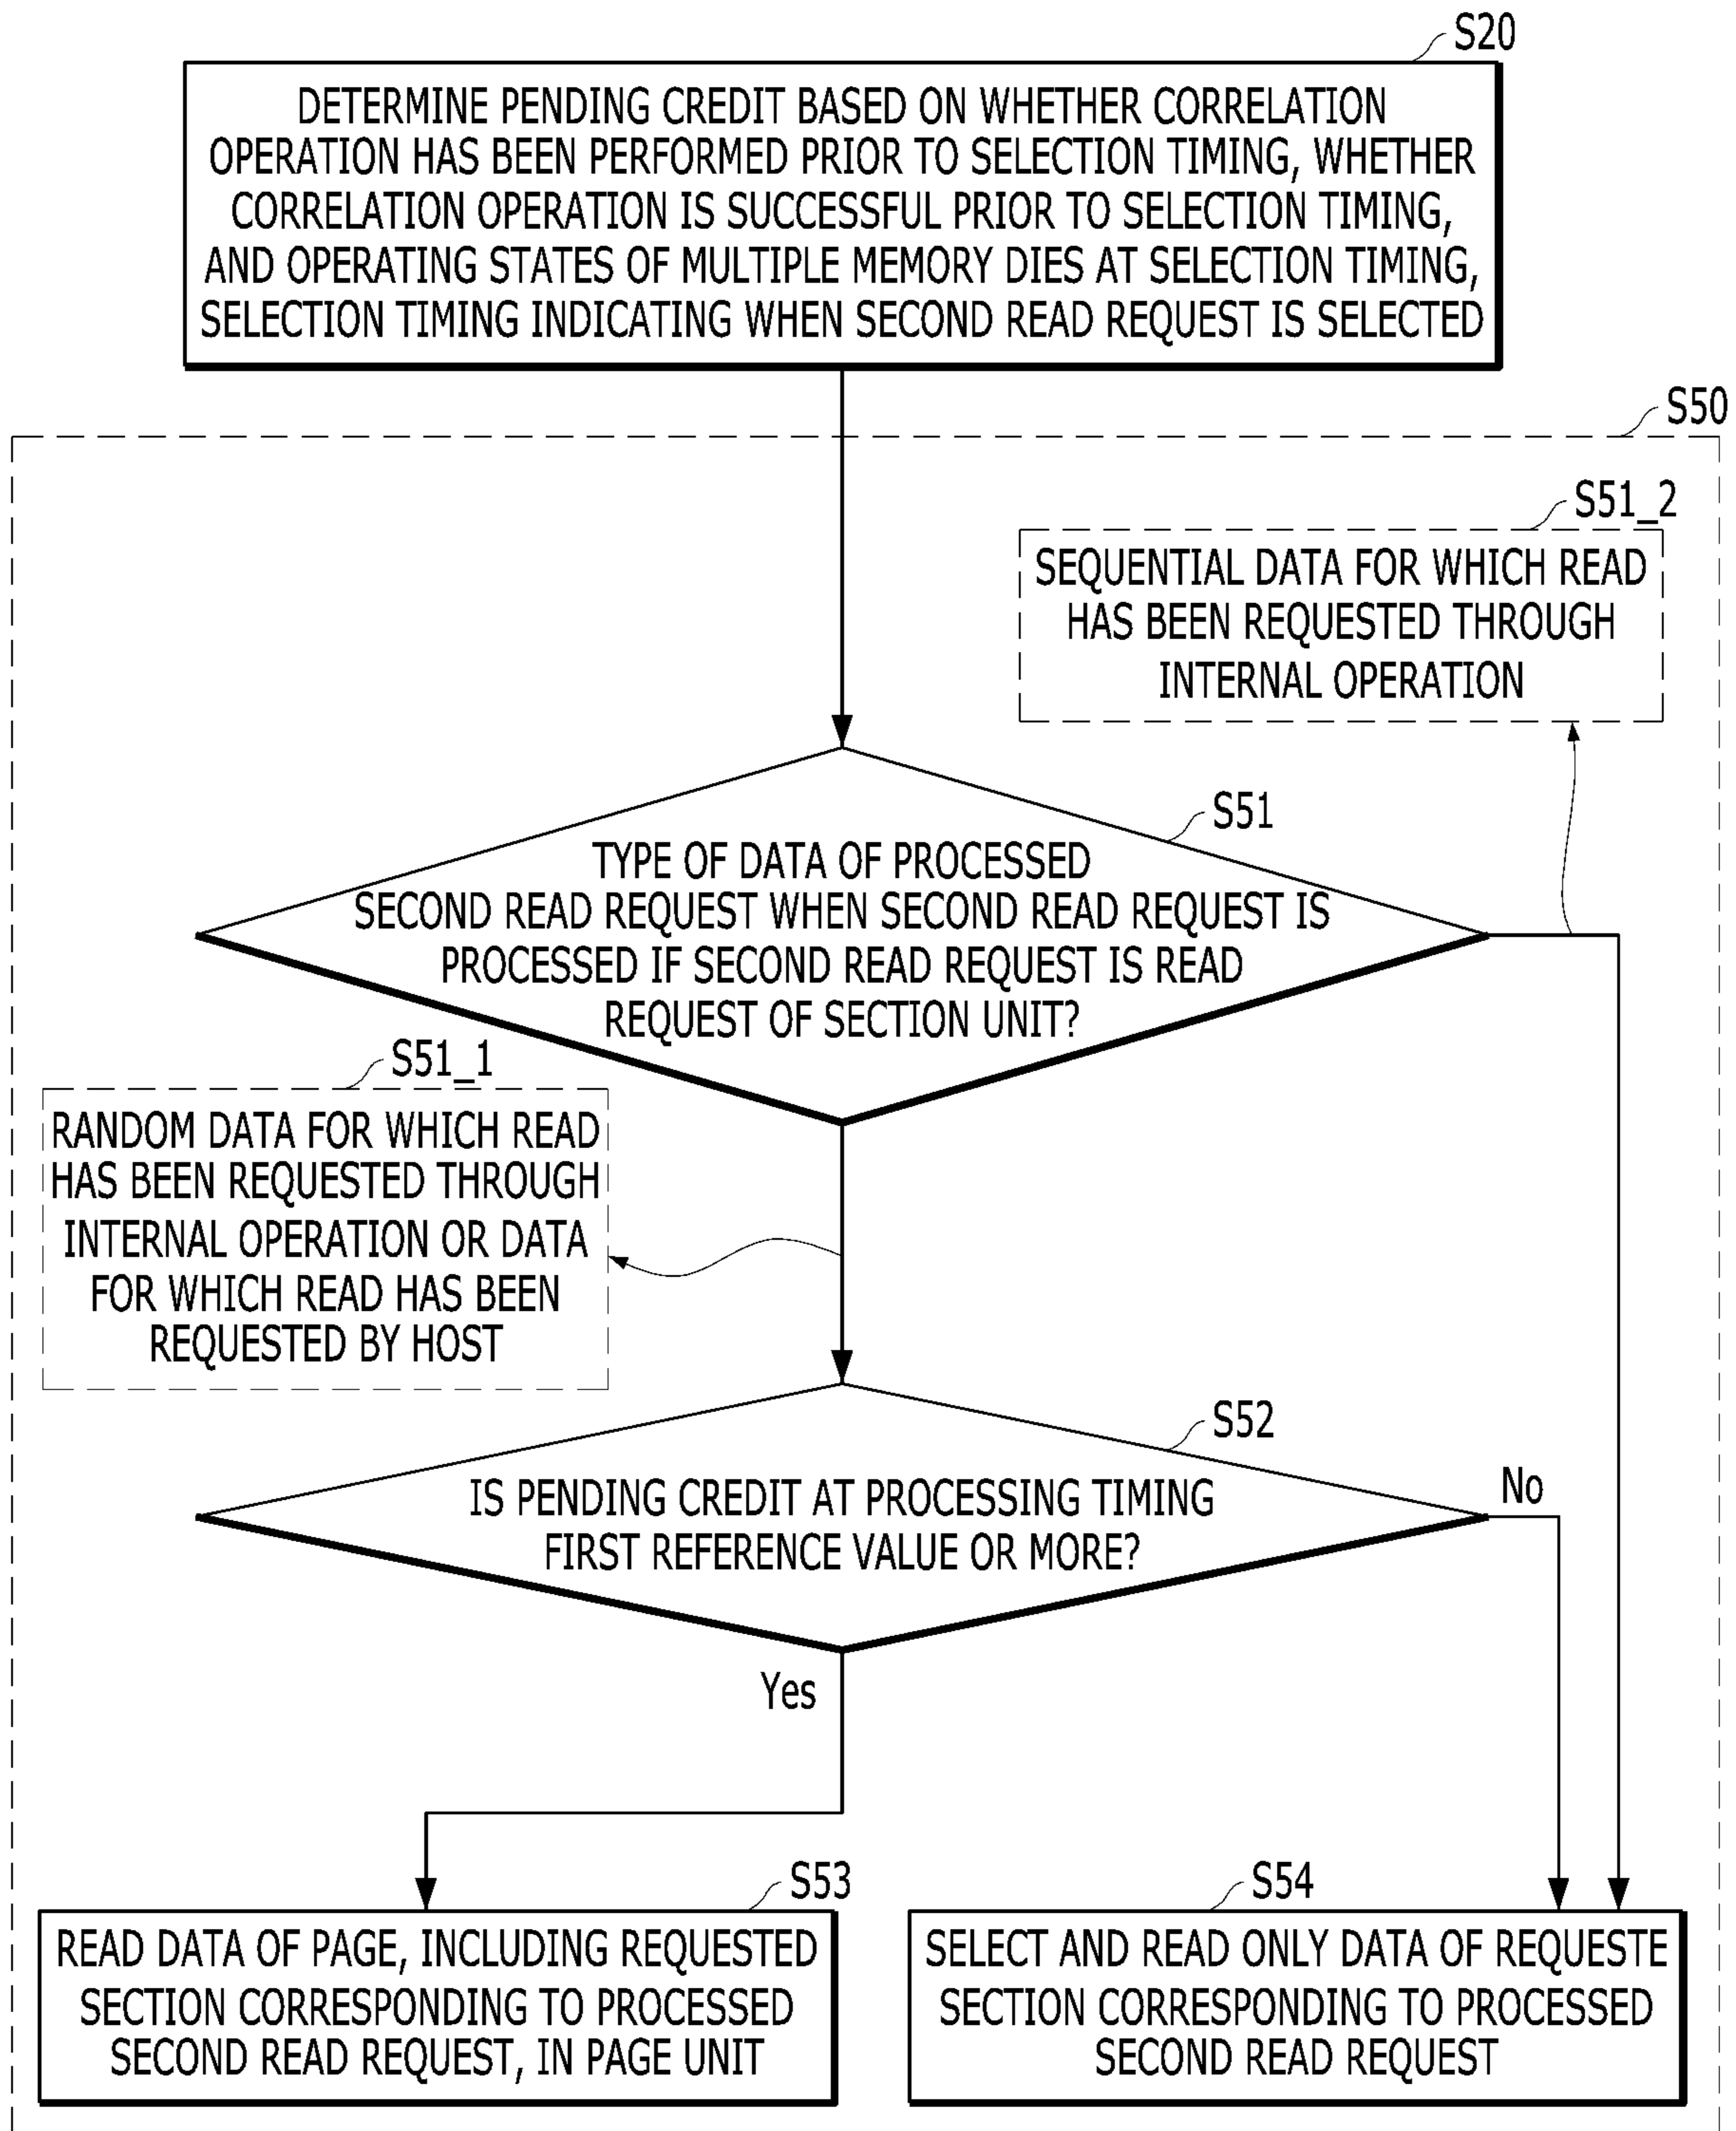 S20
DETERMINE PENDING CREDIT BASED ON WHETHER CORRELATION
OPERATION HAS BEEN PERFORMED PRIOR TO SELECTION TIMING, WHETHER
CORRELATION OPERATION IS SUCCESSFUL PRIOR TO SELECTION TIMING,
AND OPERATING STATES OF MULTIPLE MEMORY DIES AT SELECTION TIMING,
SELECTION TIMING INDICATING WHEN SECOND READ REQUEST IS SELECTED
S50
S51_2
SEQUENTIAL DATA FOR WHICH READ
HAS BEEN REQUESTED THROUGH
INTERNAL OPERATION
S51
TYPE OF DATA OF PROCESSED
SECOND READ REQUEST WHEN SECOND READ REQUEST IS
PROCESSED IF SECOND READ REQUEST IS READ
REQUEST OF SECTION UNIT?
S51_1
RANDOM DATA FOR WHICH READ
HAS BEEN REQUESTED THROUGH
INTERNAL OPERATION OR DATA
FOR WHICH READ HAS BEEN
REQUESTED BY HOST
S52
IS PENDING CREDIT AT PROCESSING TIMING
FIRST REFERENCE VALUE OR MORE?
No
Yes
S53
READ DATA OF PAGE, INCLUDING REQUESTED
SECTION CORRESPONDING TO PROCESSED
SECOND READ REQUEST, IN PAGE UNIT
S54
SELECT AND READ ONLY DATA OF REQUESTE
SECTION CORRESPONDING TO PROCESSED
SECOND READ REQUEST